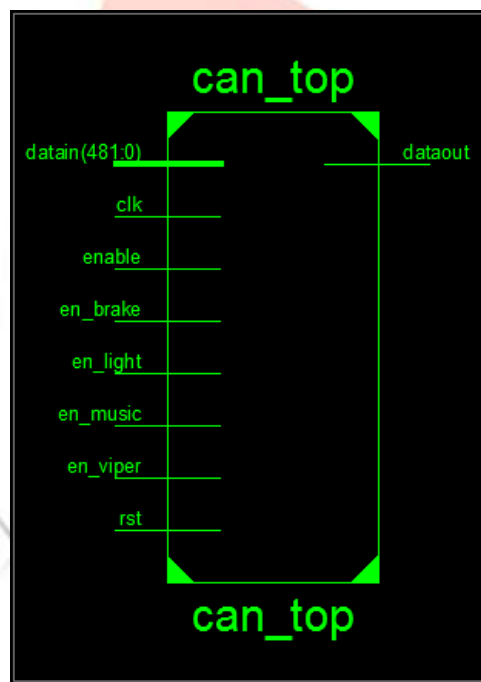 can_top
datain(481:0)
dataout
clk
enable
en_brake
en_light
en_music
en_viper
rst
can_top